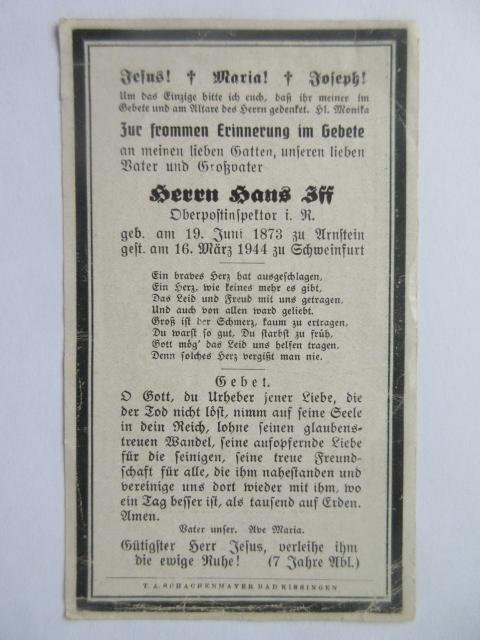 Jesus! † Maria! † Joseph!
Um das Einzige bitte ich euch, daß ihr meiner im
Gebete und am Altare des Herrn gedenket. Hl. Monika
Zur frommen Erinnerung im Gebete
an meinen lieben Gatten, unseren lieben
Vater und Großvater
Herrn Hans Iff
Oberpostinspektor i. R.
geb. am 19. Juni 1873 zu Arnstein
gest. am 16. März 1944 zu Schweinfurt
Ein braves Herz hat ausgeschlagen,
Ein Herz, wie keines mehr es gibt,
Das Leid und Freud mit uns getragen,
Und auch von allen ward geliebt.
Groß ist der Schmerz, kaum zu ertragen,
Du warst so gut, Du starbst zu früh,
Gott mög' das Leid uns helfen tragen,
Denn solches Herz vergißt man nie.
Gebet.
O Gott, du Urheber jener Liebe, die
der Tod nicht löst, nimm auf seine Seele
in dein Reich, lohne seinen glaubens-
treuen Wandel, seine aufopfernde Liebe
für die seinigen, seine treue Freund-
schaft für alle, die ihm nahestanden und
vereinige uns dort wieder mit ihm, wo
ein Tag besser ist, als tausend auf Erden.
Amen.
Vater unser. Ave Maria.
Gütigster Herr Jesus, verleihe ihm
die ewige Ruhe! (7 Jahre Abl.)
T. A. SCHACHENMAYER BAD KISSINGEN